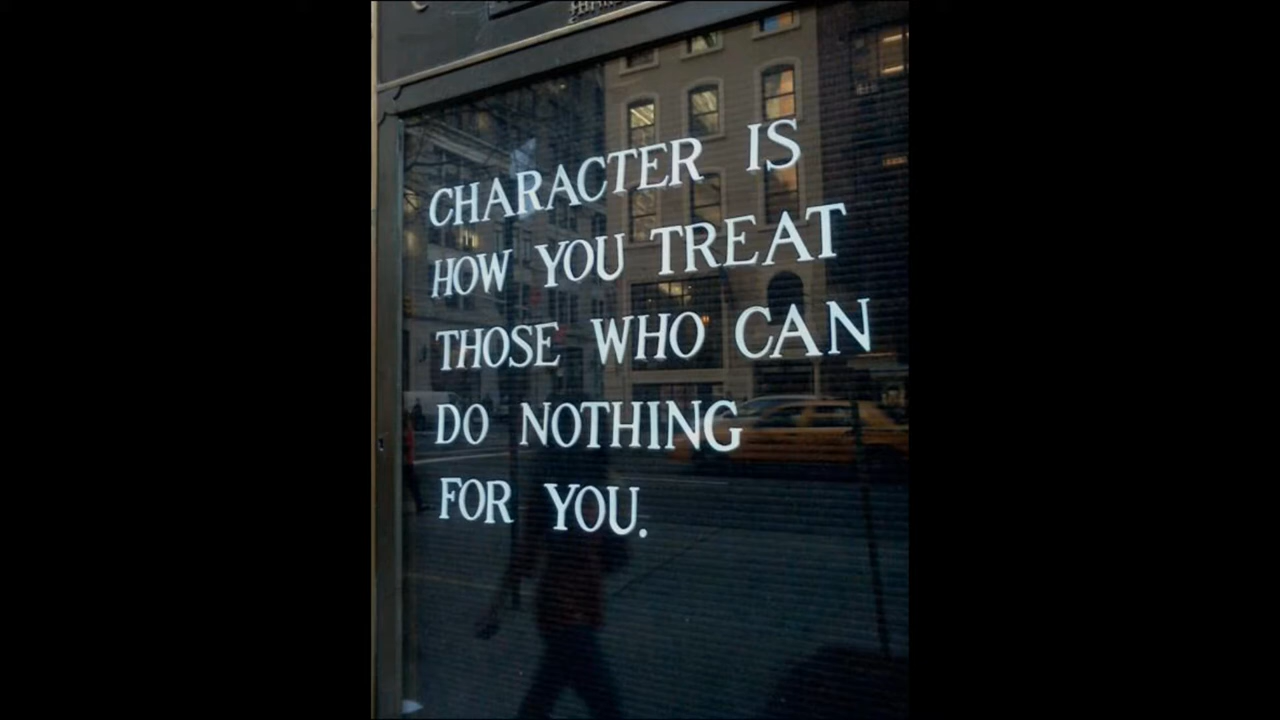 CHARACTER IS
HOW YOU TREAT
THOSE WHO CAN
DO NOTHING
FOR YOU.